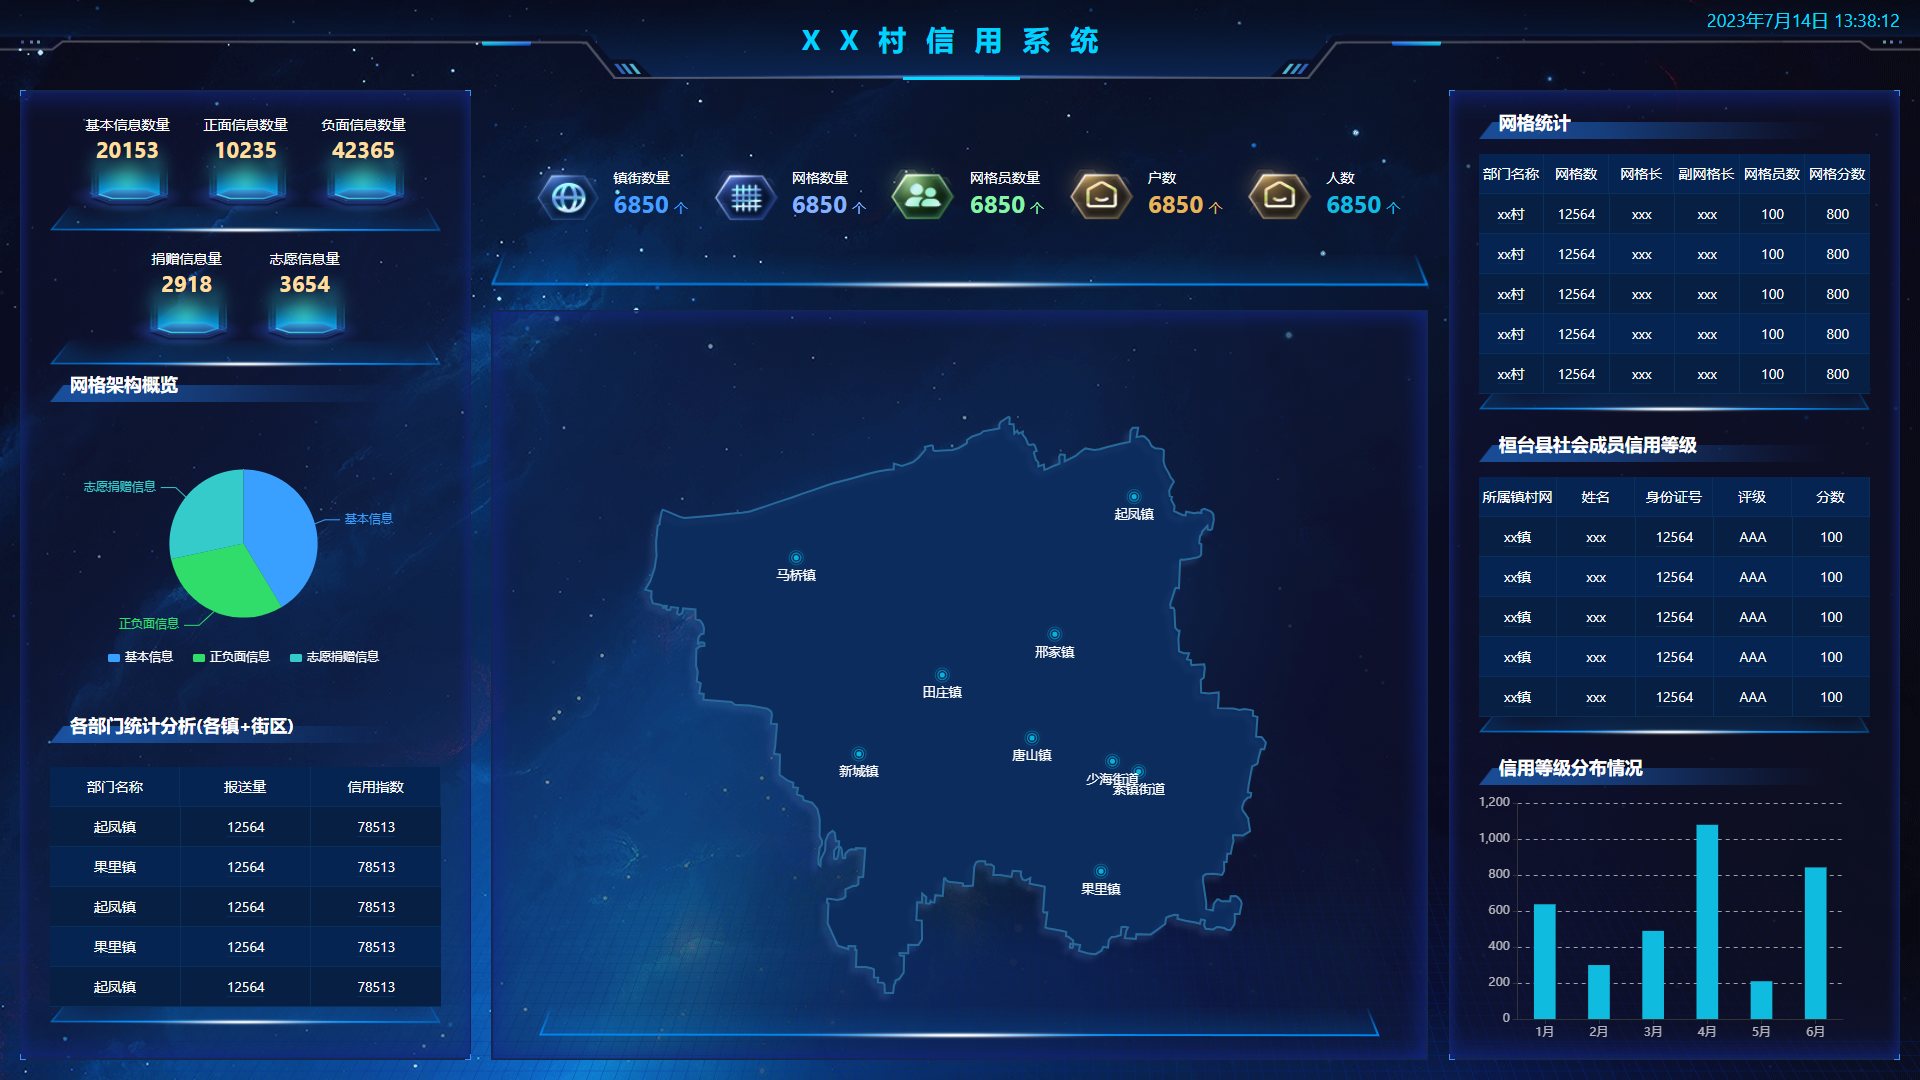 XX村信用系统
2023年7月14日 13:38:12
基本信息数量 正面信息数量 负面信息数量
20153 10235 42365
捐赠信息量 志愿信息量
2918 3654
网格架构概览
志愿捐赠信息
基本信息
正负面信息
基本信息 正负面信息 志愿捐赠信息
各部门统计分析(各镇+街区)
部门名称 报送量 信用指数
起凤镇 12564 78513
果里镇 12564 78513
起凤镇 12564 78513
果里镇 12564 78513
起凤镇 12564 78513
镇街数量 网格数量 网格员数量 户数 人数
6850 个 6850 个 6850 个 6850 个 6850 个
起凤镇
马桥镇
邢家镇
田庄镇
唐山镇
新城镇
少海街道
索镇街道
果里镇
网格统计
部门名称 网格数 网格长 副网格长 网格员数 网格分数
xx村 12564 xxx xxx 100 800
xx村 12564 xxx xxx 100 800
xx村 12564 xxx xxx 100 800
xx村 12564 xxx xxx 100 800
xx村 12564 xxx xxx 100 800
桓台县社会成员信用等级
所属镇村网 姓名 身份证号 评级 分数
xx镇 xxx 12564 AAA 100
xx镇 xxx 12564 AAA 100
xx镇 xxx 12564 AAA 100
xx镇 xxx 12564 AAA 100
xx镇 xxx 12564 AAA 100
信用等级分布情况
1,200
1,000
800
600
400
200
0
1月 2月 3月 4月 5月 6月